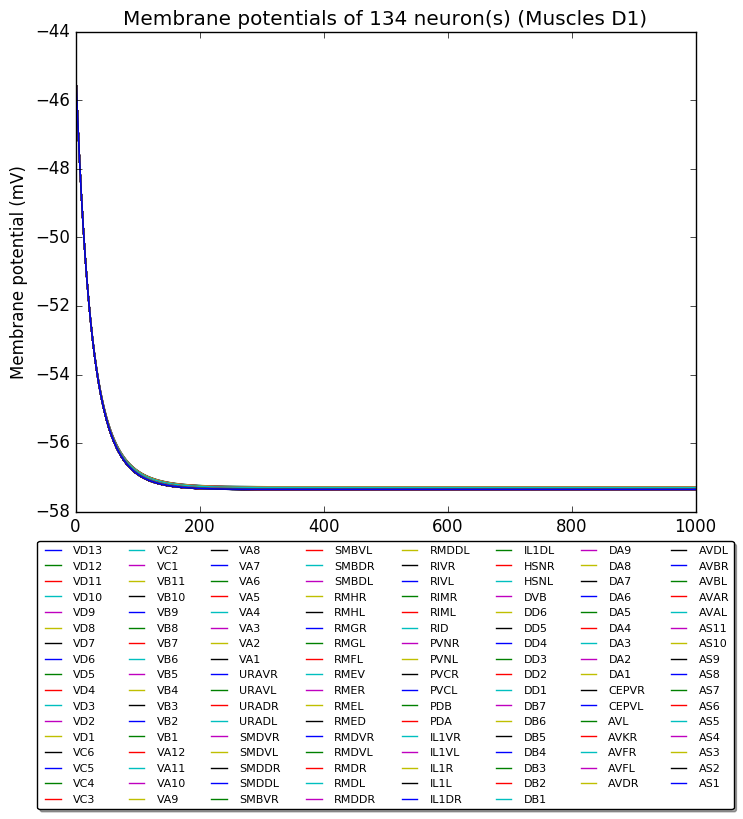 Membrane potentials of 134 neuron(s) (Muscles D1)
Membrane potential (mV)
−44
−46
−48
−50
−52
−54
−56
−58
0 200 400 600 800 1000
VD13 VC2 VA8 SMBVL RMDDL IL1DL DA9 AVDL
VD12 VC1 VA7 SMBDR RIVR HSNR DA8 AVBR
VD11 VB11 VA6 SMBDL RIVL HSNL DA7 AVBL
VD10 VB10 VA5 RMHR RIMR DVB DA6 AVAR
VD9 VB9 VA4 RMHL RIML DD6 DA5 AVAL
VD8 VB8 VA3 RMGR RID DD5 DA4 AS11
VD7 VB7 VA2 RMGL PVNR DD4 DA3 AS10
VD6 VB6 VA1 RMFL PVNL DD3 DA2 AS9
VD5 VB5 URAVR RMEV PVCR DD2 DA1 AS8
VD4 VB4 URAVL RMER PVCL DD1 CEPVR AS7
VD3 VB3 URADR RMEL PDB DB7 CEPVL AS6
VD2 VB2 URADL RMED PDA DB6 AVL AS5
VD1 VB1 SMDVR RMDVR IL1VR DB5 AVKR AS4
VC6 VA12 SMDVL RMDVL IL1VL DB4 AVFR AS3
VC5 VA11 SMDDR RMDR IL1R DB3 AVFL AS2
VC4 VA10 SMDDL RMDL IL1L DB2 AVDR AS1
VC3 VA9 SMBVR RMDDR IL1DR DB1